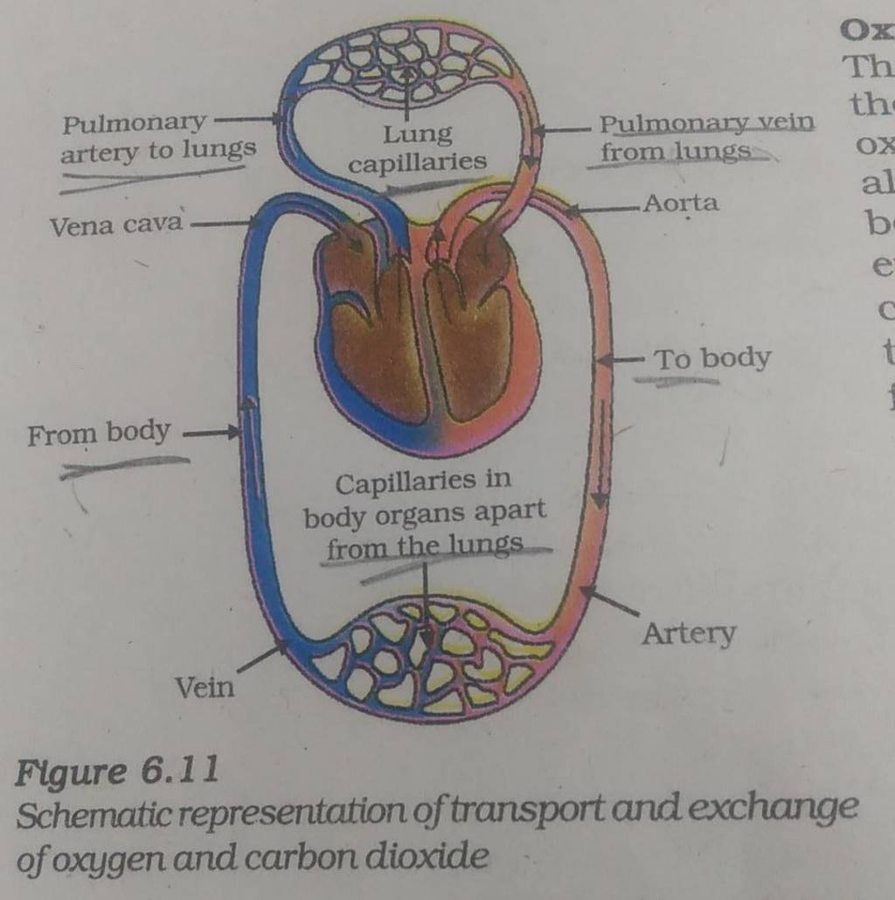 Pulmonary
artery to lungs
Lung
capillaries
Pulmonary vein
from lungs
Vena cava
Aorta
To body
From body
Capillaries in
body organs apart
from the lungs
Artery
Vein
Figure 6.11
Schematic representation of transport and exchange
of oxygen and carbon dioxide